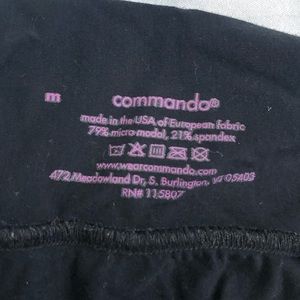 m commando®
made in the USA of European fabric
79% micro modal, 21% spandex
www.wearcommando.com
472 Meadowland Dr, S. Burlington, VT 05403
RN# 115807